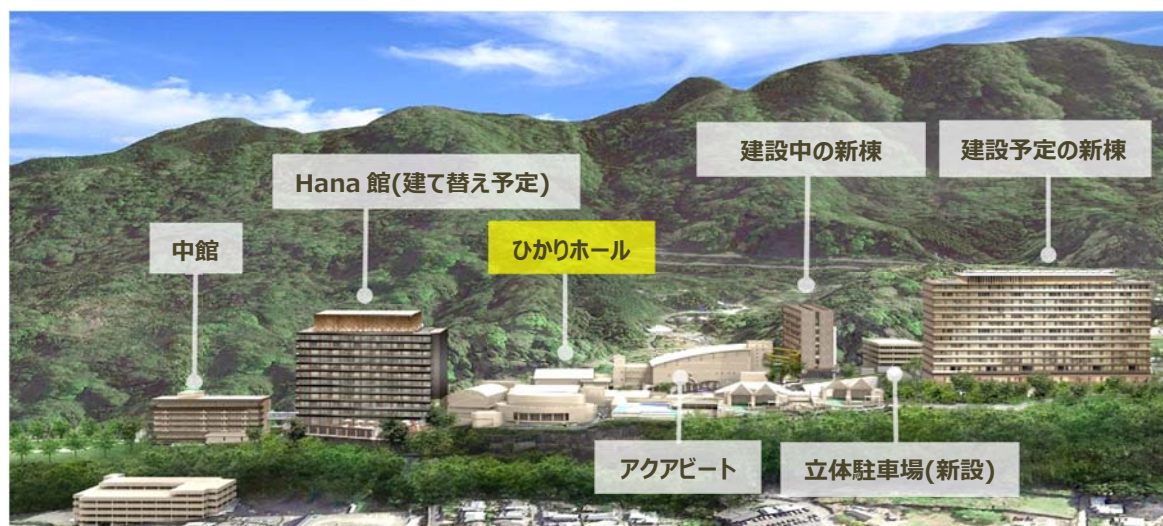 建設中の新棟
建設予定の新棟
Hana 館(建て替え予定)
中館
ひかりホール
アクアビート
立体駐車場(新設)